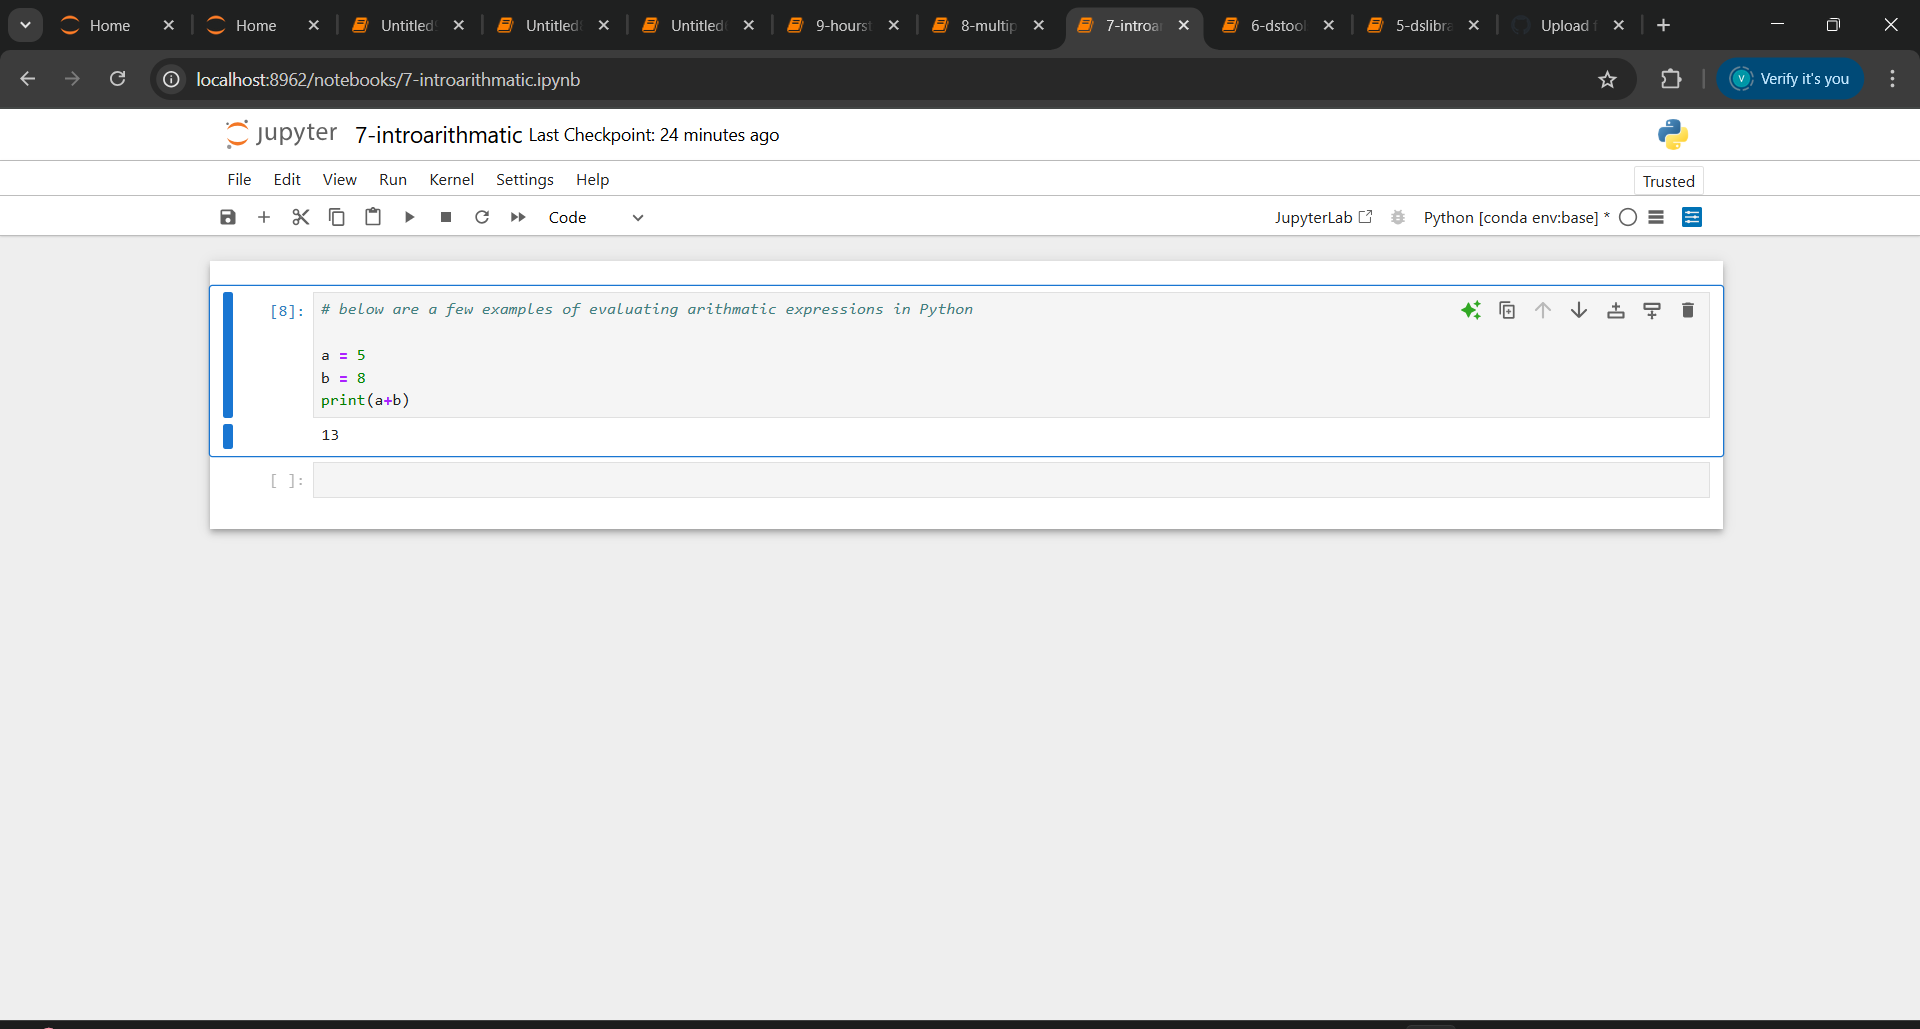 Home Home Untitled Untitled Untitled 9-hourst 8-multip 7-introar 6-dstool 5-dslibra Upload f
localhost:8962/notebooks/7-introarithmatic.ipynb V Verify it's you
jupyter 7-introarithmatic Last Checkpoint: 24 minutes ago
File Edit View Run Kernel Settings Help Trusted
Code JupyterLab Python [conda env:base] *
[8]: # below are a few examples of evaluating arithmatic expressions in Python
a = 5
b = 8
print(a+b)
13
[ ]: